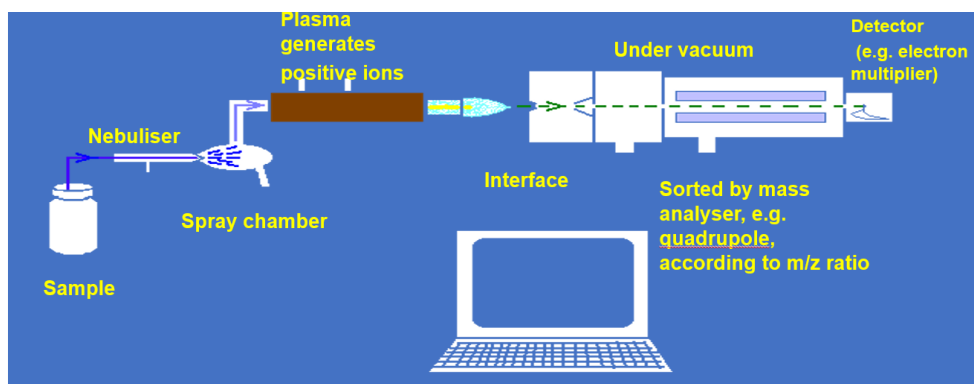 Plasma
generates
positive ions
Under vacuum
Detector
(e.g. electron
multiplier)
Nebuliser
Interface
Spray chamber
Sorted by mass
analyser, e.g.
quadrupole,
according to m/z ratio
Sample